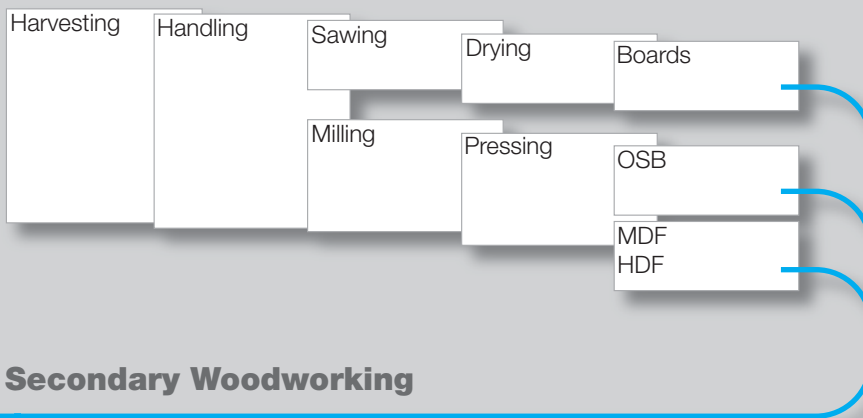 Harvesting
Handling
Sawing
Drying
Boards
Milling
Pressing
OSB
MDF
HDF
Secondary Woodworking